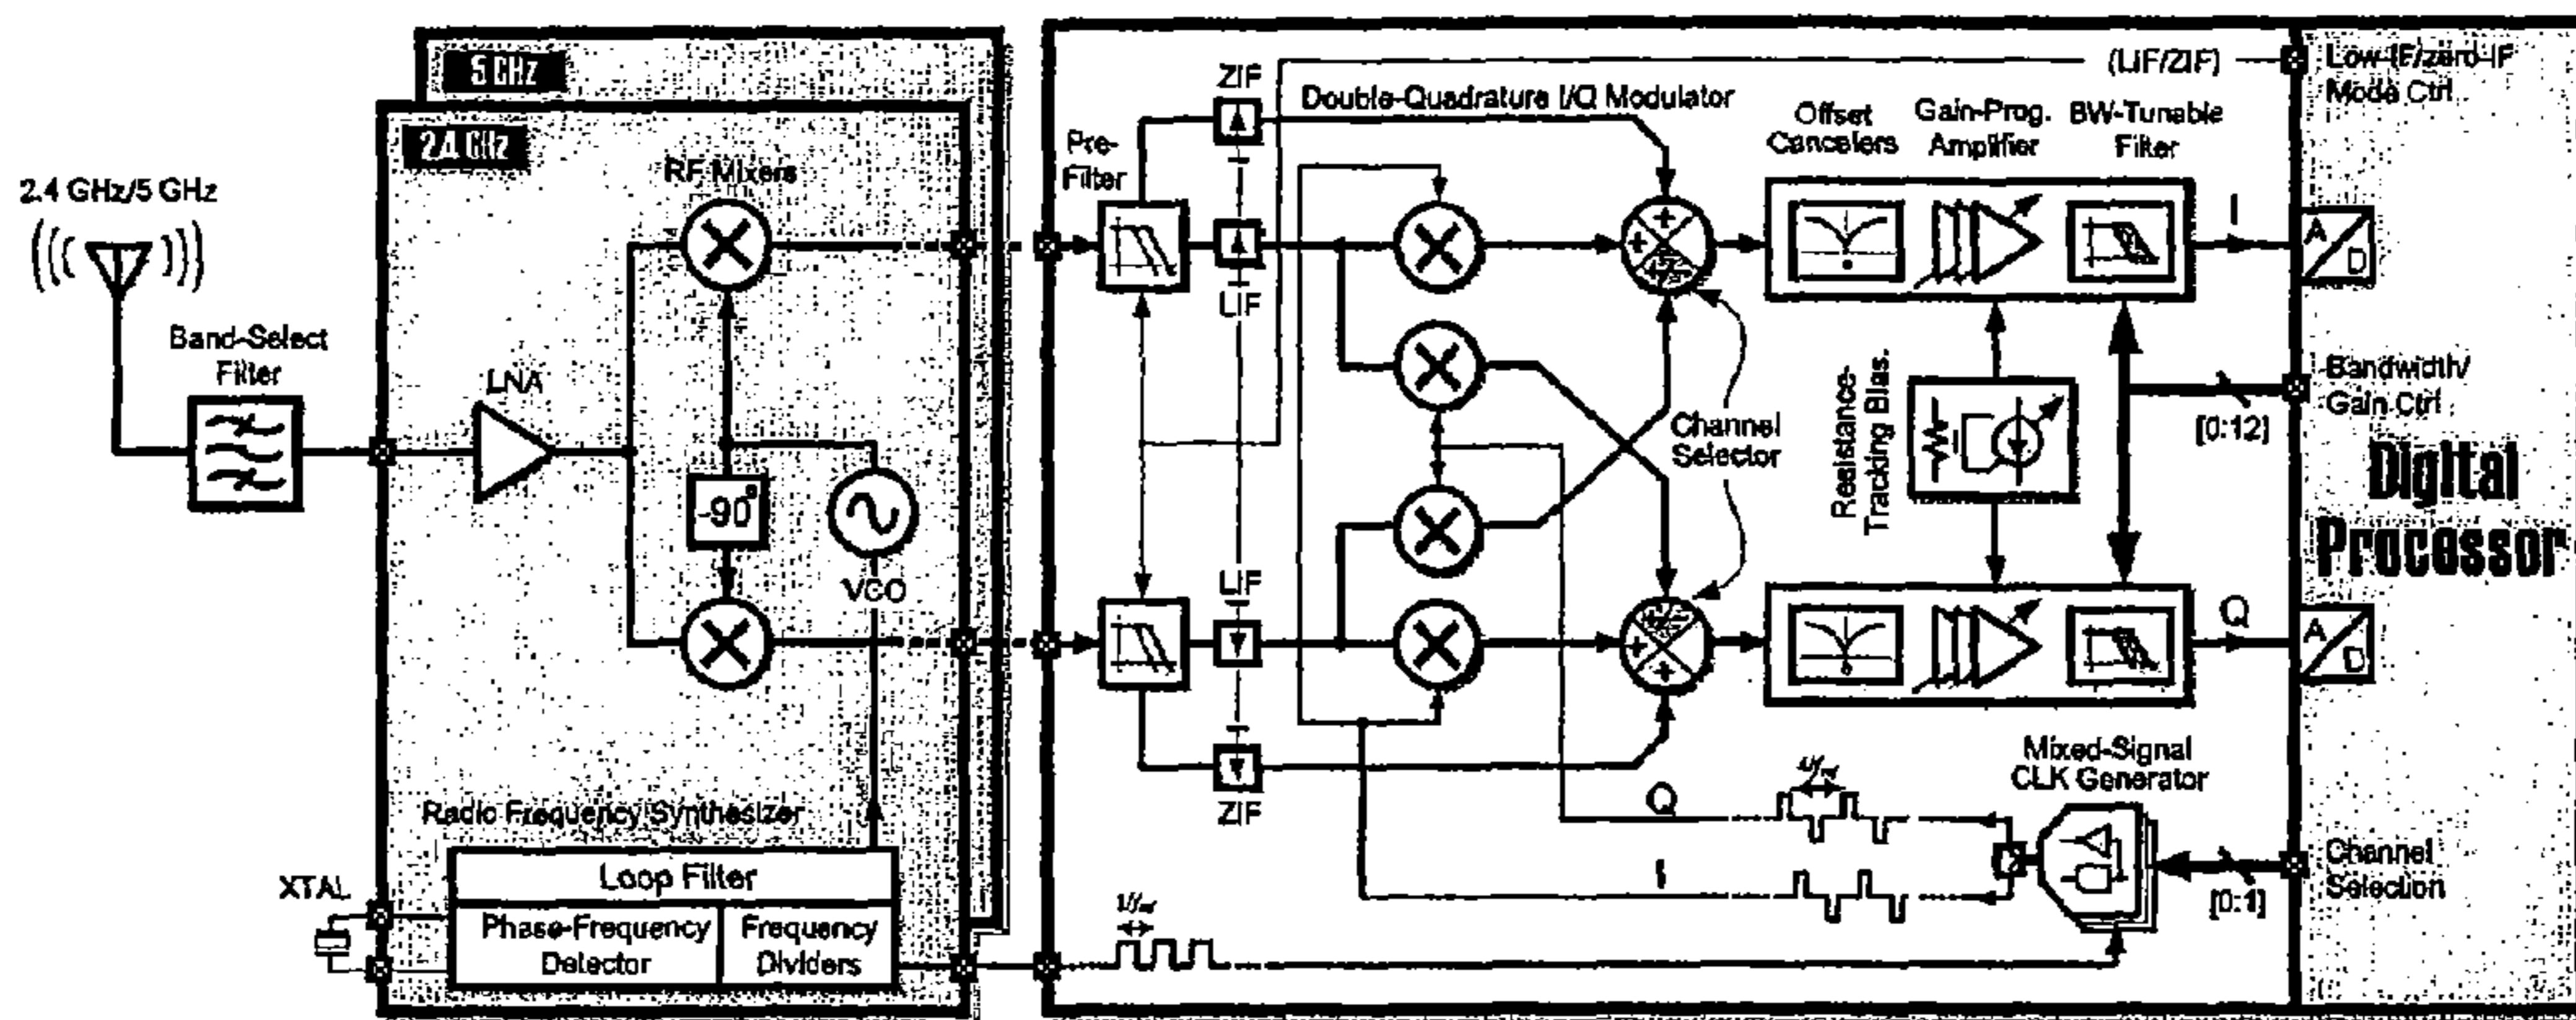 5 GHz
2.4 GHz
2.4 GHz/5 GHz
Band-Select
Filter
LNA
RF Mixers
-90°
VCO
Radio Frequency Synthesizer
Loop Filter
Phase-Frequency
Detector
Frequency
Dividers
XTAL
Pre-
Filter
ZIF
LIF
LIF
ZIF
Double-Quadrature I/Q Modulator
Channel
Selector
Offset
Cancelers
Gain-Prog.
Amplifier
BW-Tunable
Filter
Resistance-
Tracking Bias.
I
Q
Q
I
Mixed-Signal
CLK Generator
(LIF/ZIF)
Low-IF/zero-IF
Mode Ctrl
A
D
Bandwidth/
Gain Ctrl
[0:12]
Digital
Processor
A
D
Channel
Selection
[0:1]